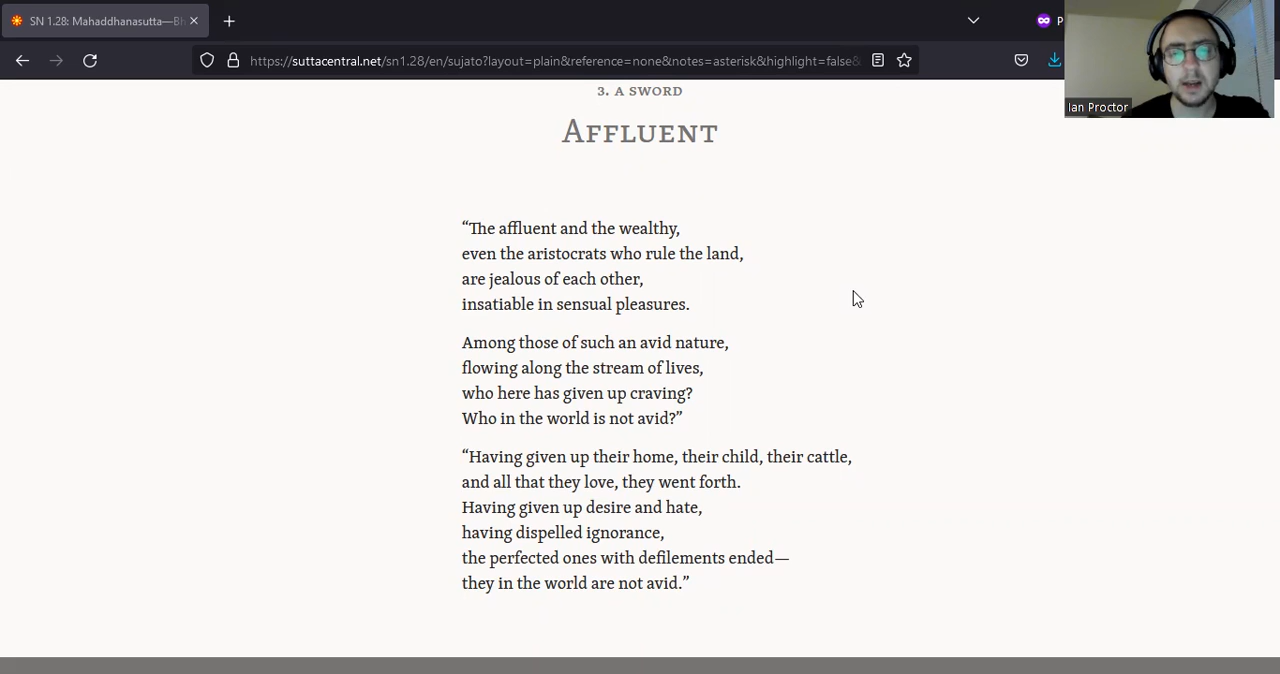 SN 1.28: Mahaddhanasutta—Bh
https://suttacentral.net/sn1.28/en/sujato?layout=plain&reference=none&notes=asterisk&highlight=false&
P
Ian Proctor
3. A SWORD
AFFLUENT
“The affluent and the wealthy,
even the aristocrats who rule the land,
are jealous of each other,
insatiable in sensual pleasures.
Among those of such an avid nature,
flowing along the stream of lives,
who here has given up craving?
Who in the world is not avid?”
“Having given up their home, their child, their cattle,
and all that they love, they went forth.
Having given up desire and hate,
having dispelled ignorance,
the perfected ones with defilements ended—
they in the world are not avid.”